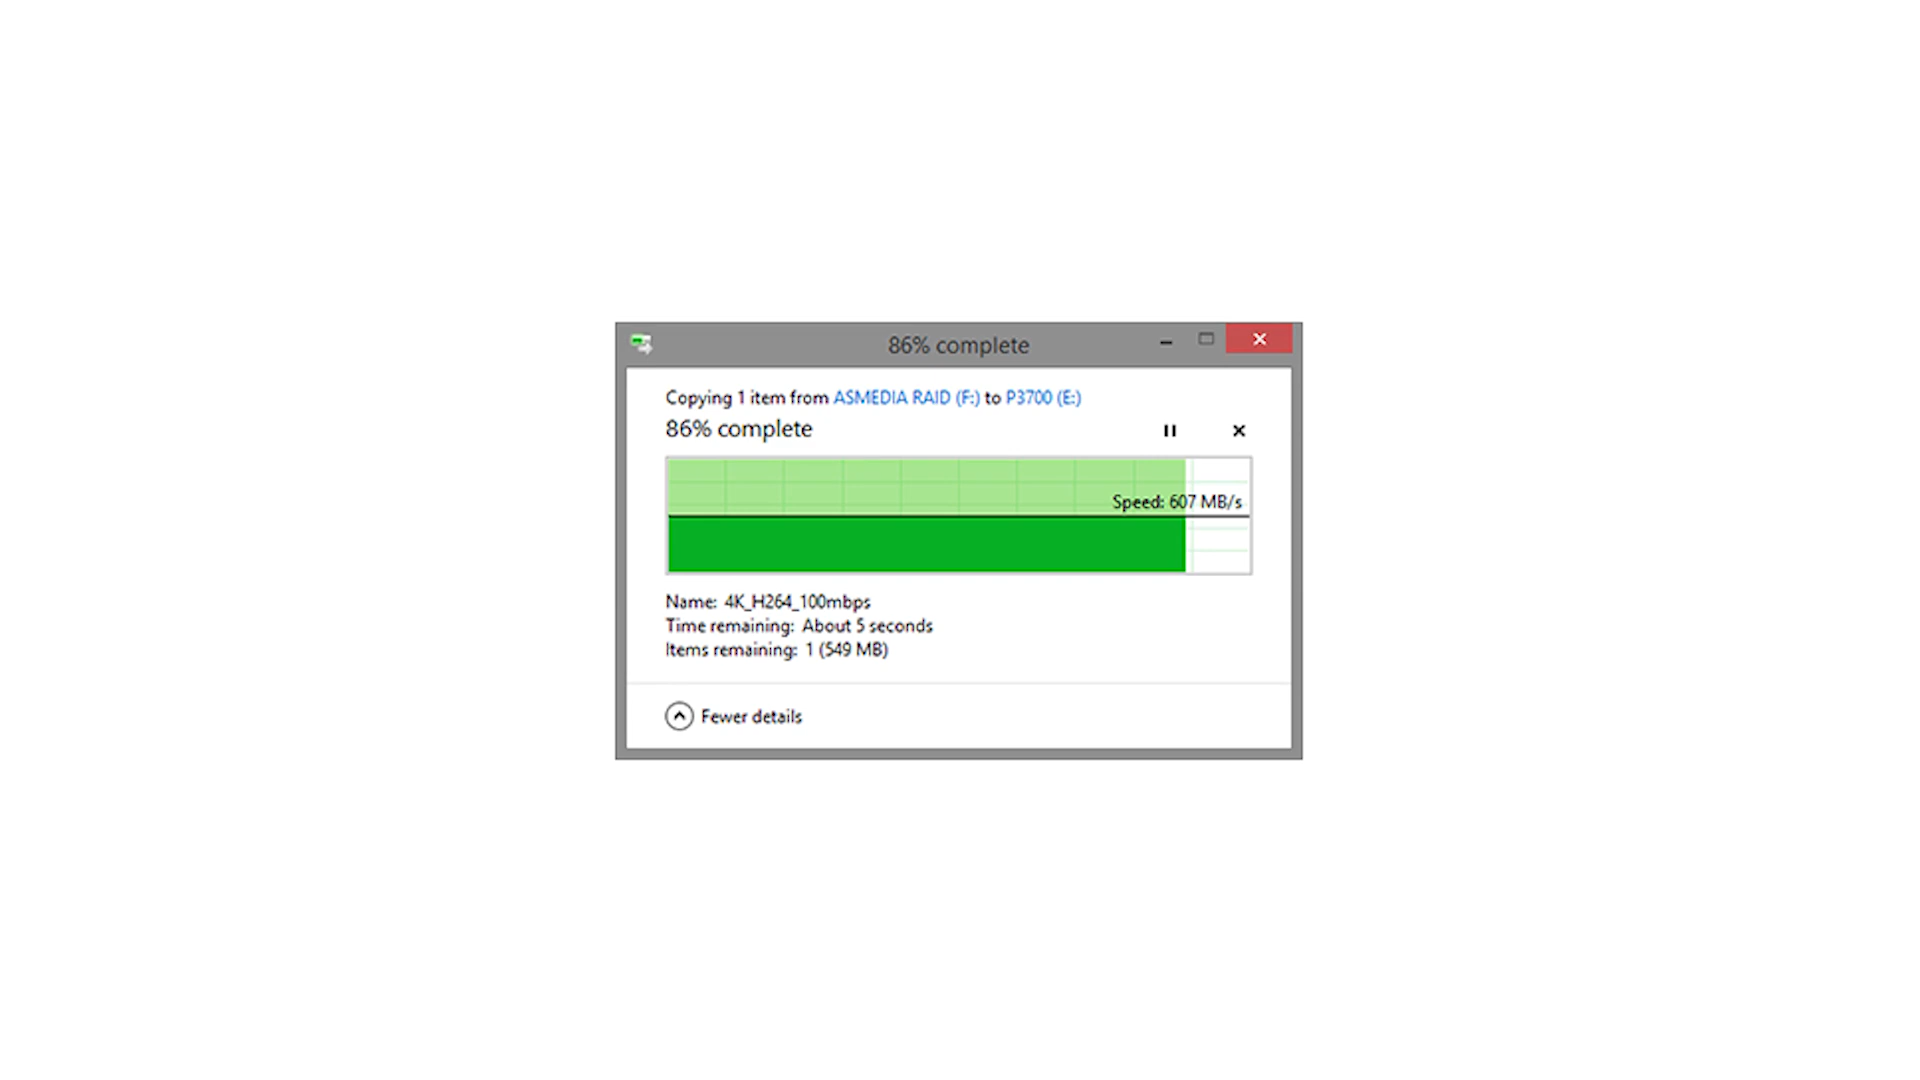 86% complete
Copying 1 item from ASMEDIA RAID (F:) to P3700 (E:)
86% complete
Speed: 607 MB/s
Name: 4K_H264_100mbps
Time remaining: About 5 seconds
Items remaining: 1 (549 MB)
Fewer details